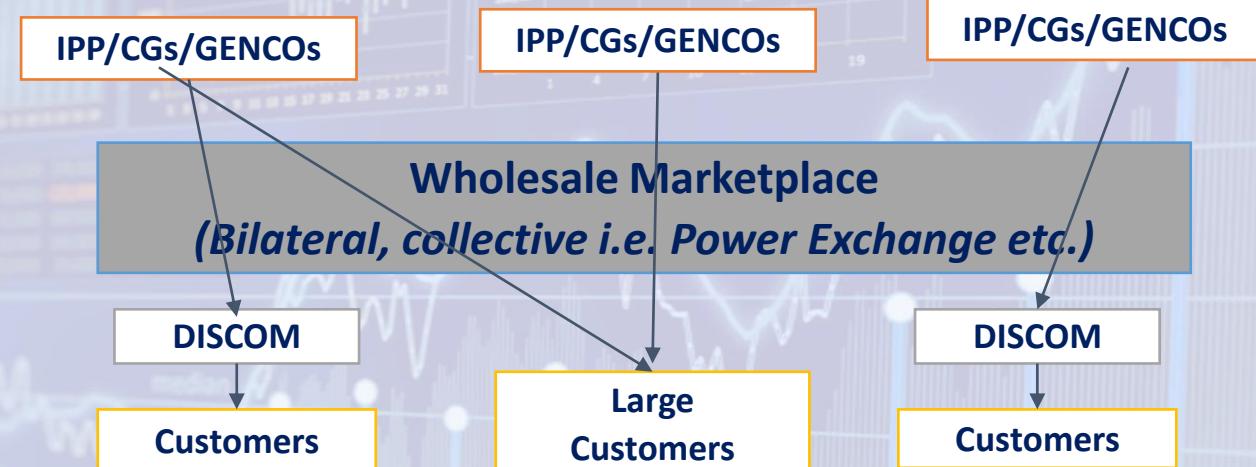 IPP/CGs/GENCOs
IPP/CGs/GENCOs
IPP/CGs/GENCOs
Wholesale Marketplace
(Bilateral, collective i.e. Power Exchange etc.)
DISCOM
DISCOM
Large
Customers
Customers
Customers